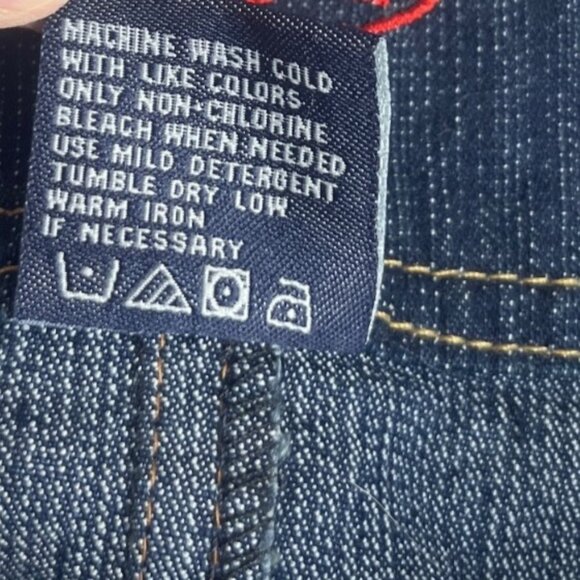 MACHINE WASH COLD
WITH LIKE COLORS
ONLY NON-CHLORINE
BLEACH WHEN NEEDED
USE MILD DETERGENT
TUMBLE DRY LOW
WARM IRON
IF NECESSARY